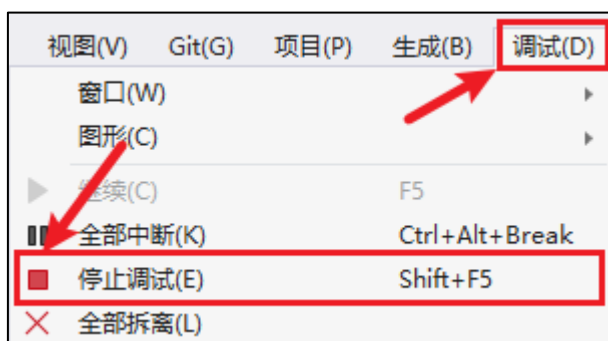 视图(V) Git(G) 项目(P) 生成(B) 调试(D)
窗口(W)
图形(C)
继续(C) F5
全部中断(K) Ctrl+Alt+Break
停止调试(E) Shift+F5
全部拆离(L)